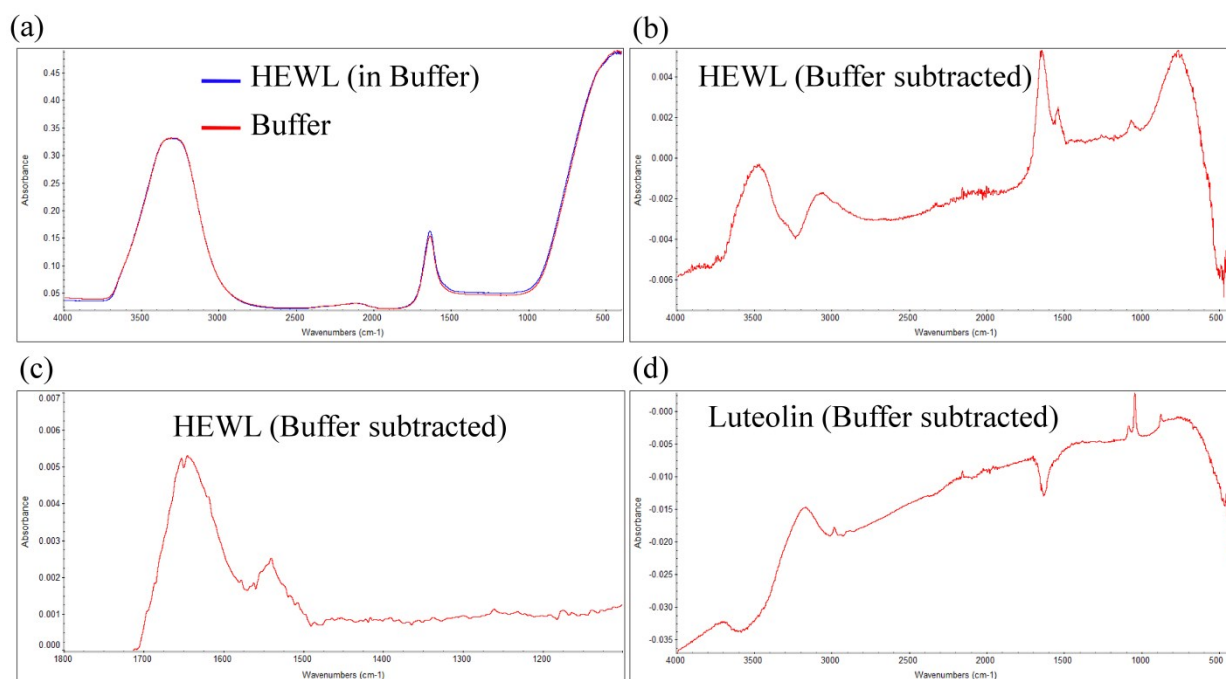 (a)
HEWL (in Buffer)
Buffer
0.45
0.40
0.35
0.30
0.25
0.20
0.15
0.10
0.05
Absorbance
4000 3500 3000 2500 2000 1500 1000 500
Wavenumbers (cm-1)
(b)
HEWL (Buffer subtracted)
0.004
0.002
0.000
-0.002
-0.004
-0.006
Absorbance
4000 3500 3000 2500 2000 1500 1000 500
Wavenumbers (cm-1)
(c)
HEWL (Buffer subtracted)
0.007
0.006
0.005
0.004
0.003
0.002
0.001
0.000
Absorbance
1800 1700 1600 1500 1400 1300 1200
Wavenumbers (cm-1)
(d)
Luteolin (Buffer subtracted)
-0.000
-0.005
-0.010
-0.015
-0.020
-0.025
-0.030
-0.035
Absorbance
4000 3500 3000 2500 2000 1500 1000 500
Wavenumbers (cm-1)